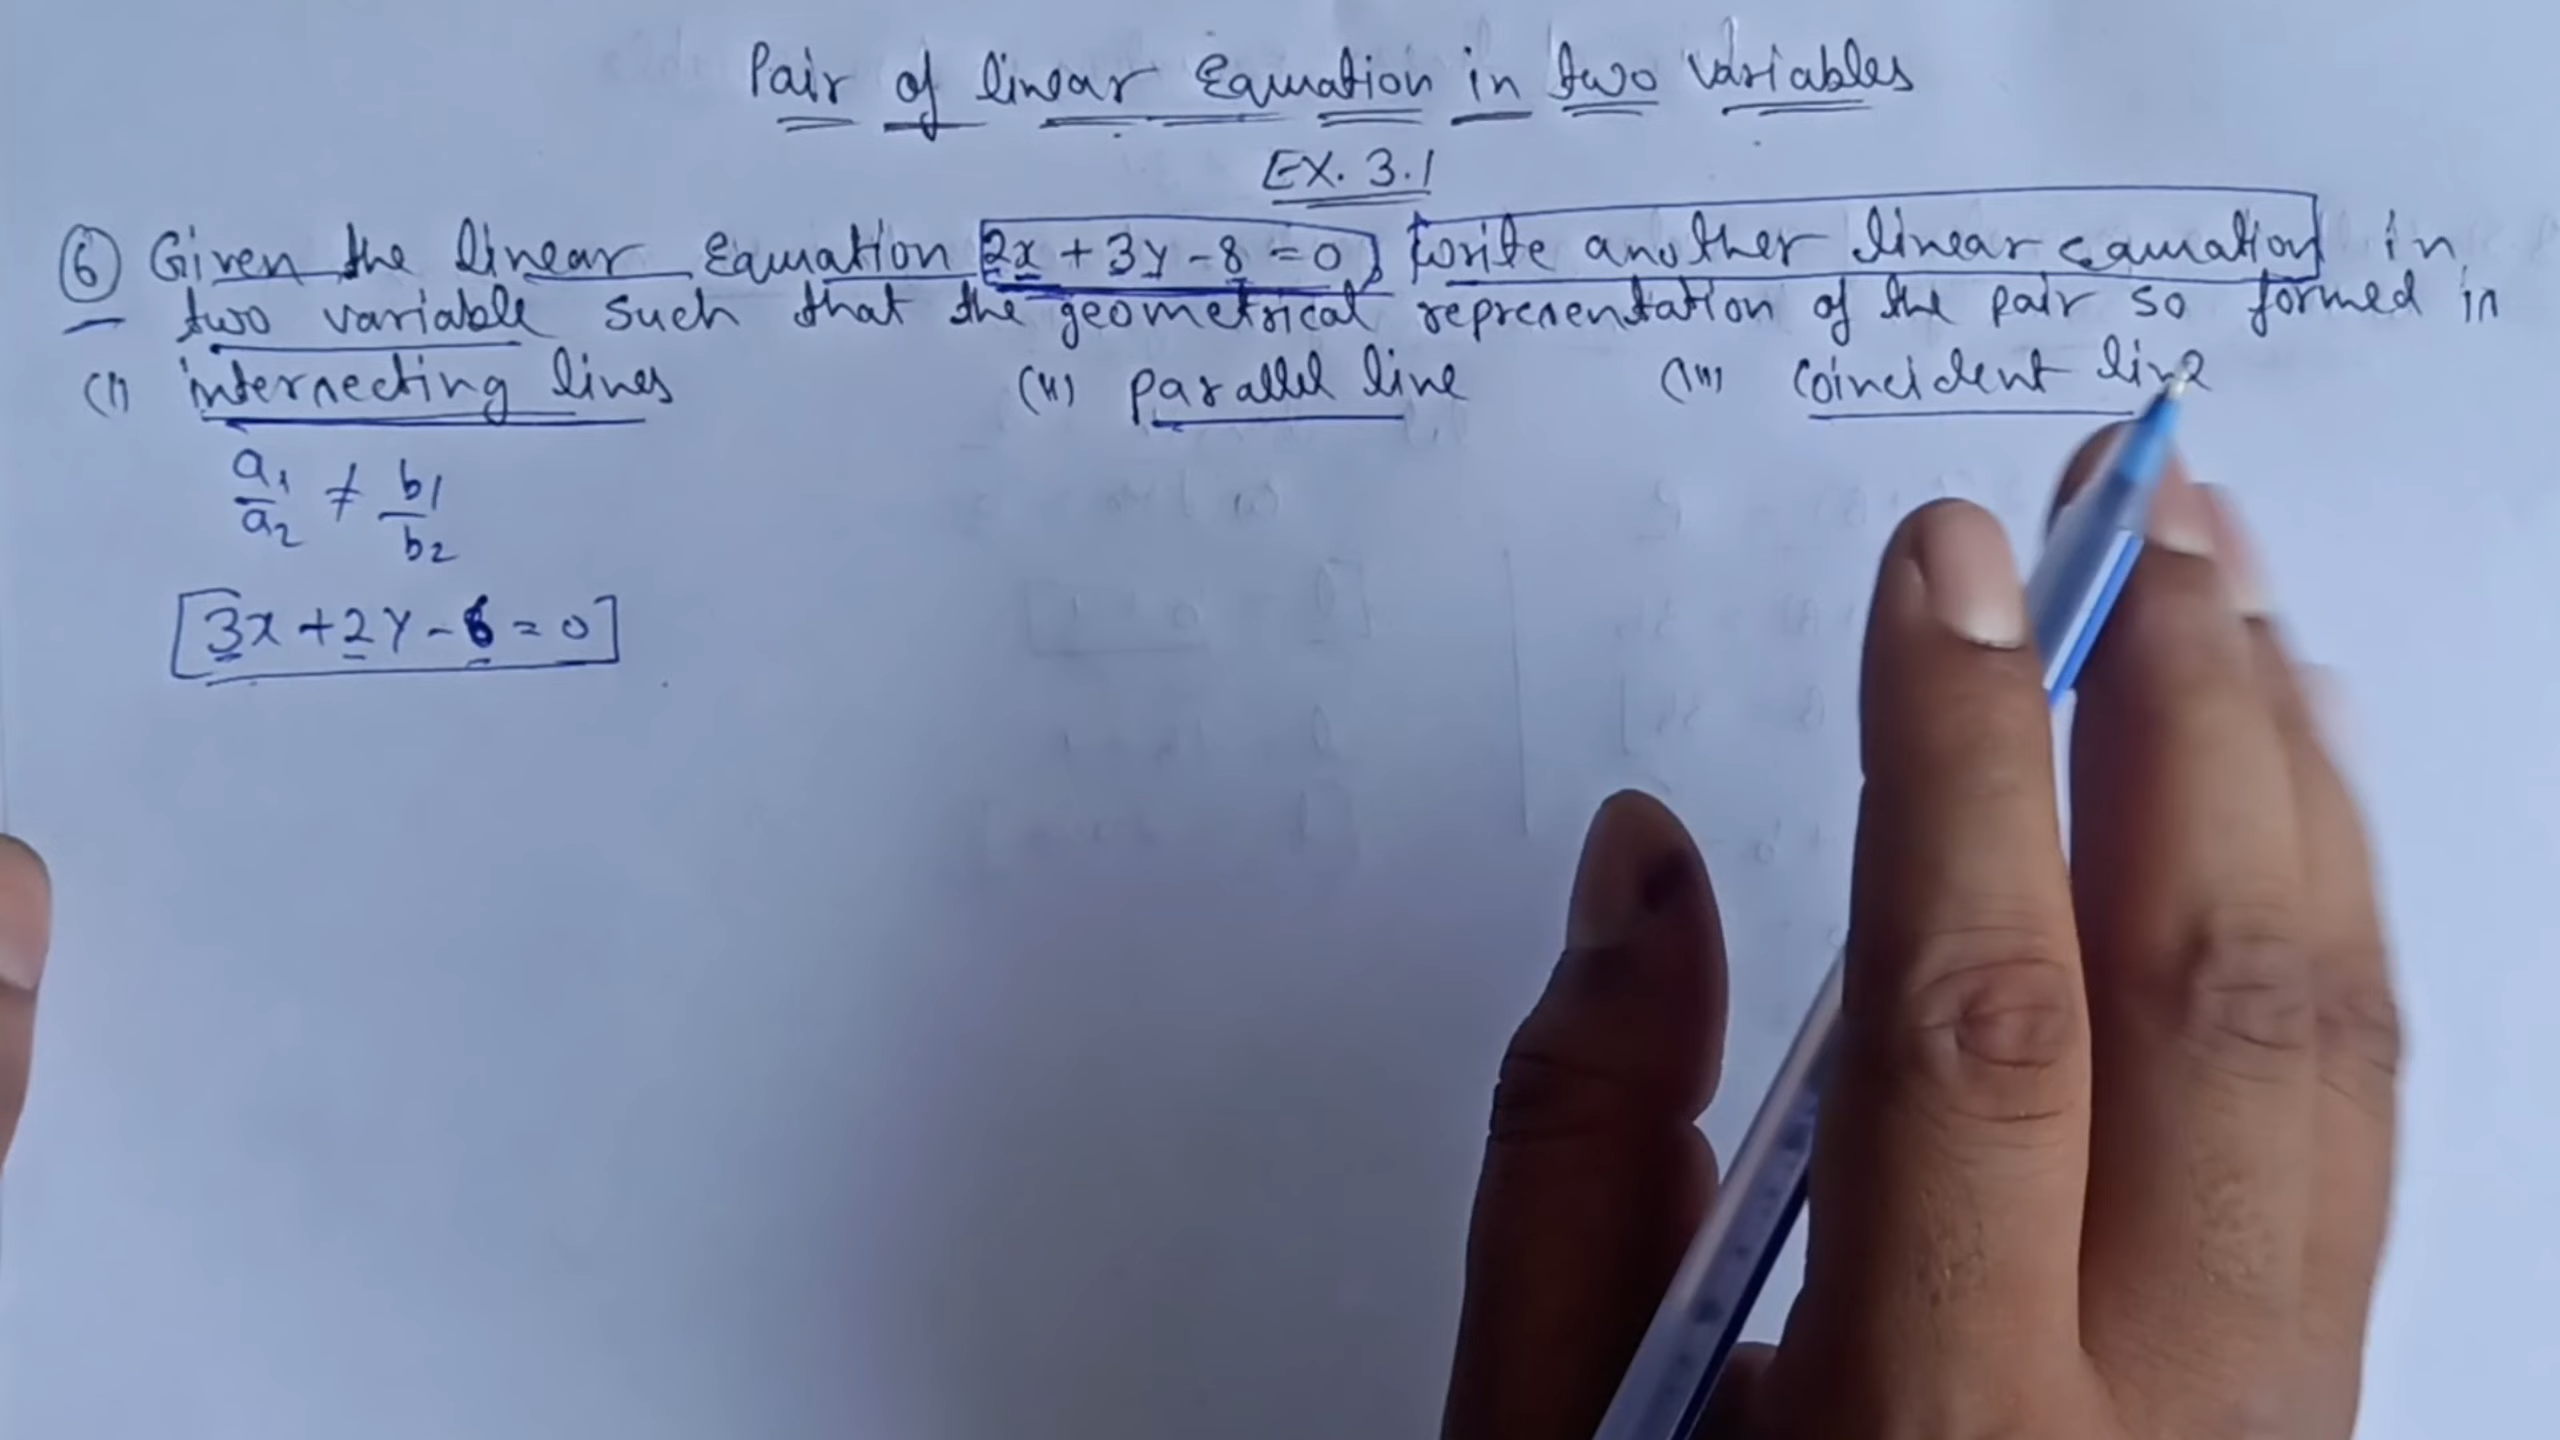 Pair of linear Equation in two variables
EX. 3.1
⑥ Given the linear Equation 2x + 3y - 8 = 0, write another linear equation in
two variable such that the geometrical representation of the pair so formed in
(i) intersecting lines (ii) parallel line (iii) coincident line
a₁/a₂ ≠ b₁/b₂
3x + 2y - 6 = 0